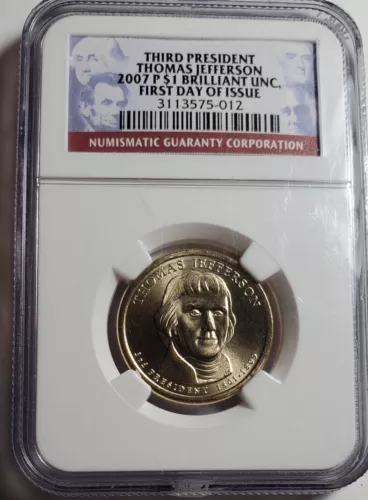 THIRD PRESIDENT
THOMAS JEFFERSON
2007 P $1 BRILLIANT UNC.
FIRST DAY OF ISSUE
3113575-012
NUMISMATIC GUARANTY CORPORATION
THOMAS JEFFERSON
3rd PRESIDENT 1801-1809